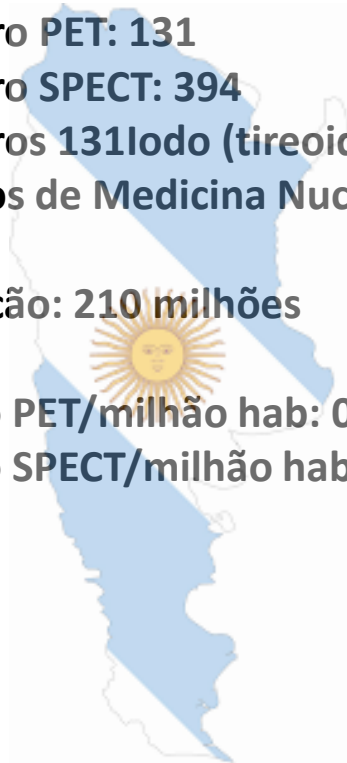 ro PET: 131
ro SPECT: 394
ros 131Iodo (tireoid
os de Medicina Nuc
ção: 210 milhões
o PET/milhão hab: 0
o SPECT/milhão hab